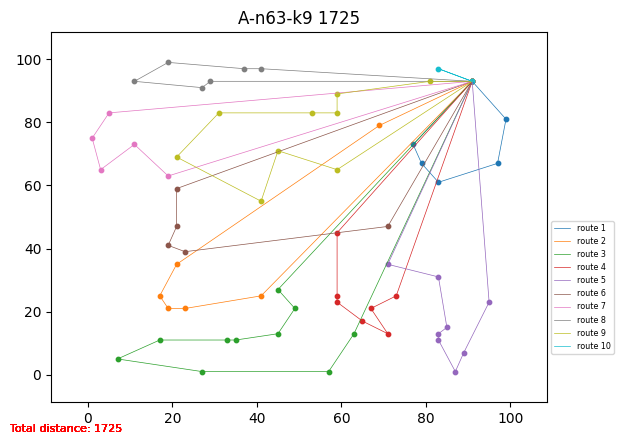 A-n63-k9 1725
100
80
60
40
20
0
0 20 40 60 80 100
route 1
route 2
route 3
route 4
route 5
route 6
route 7
route 8
route 9
route 10
Total distance: 1725